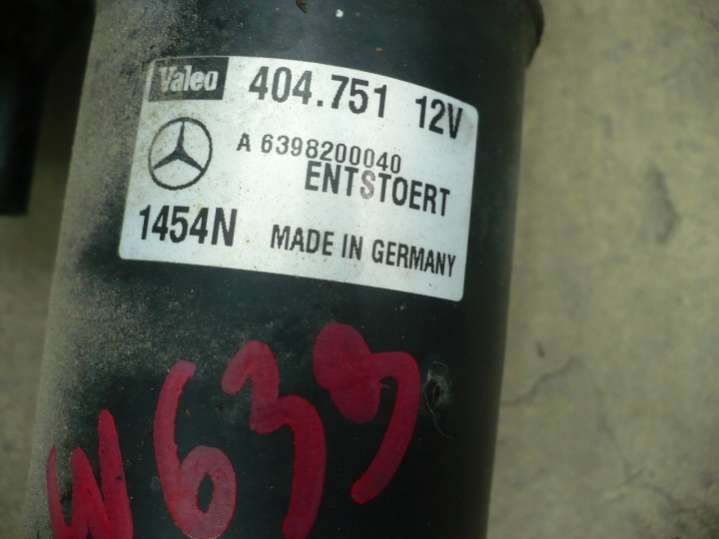 Valeo 404.751 12V
A 6398200040
ENTSTOERT
1454N MADE IN GERMANY
W639